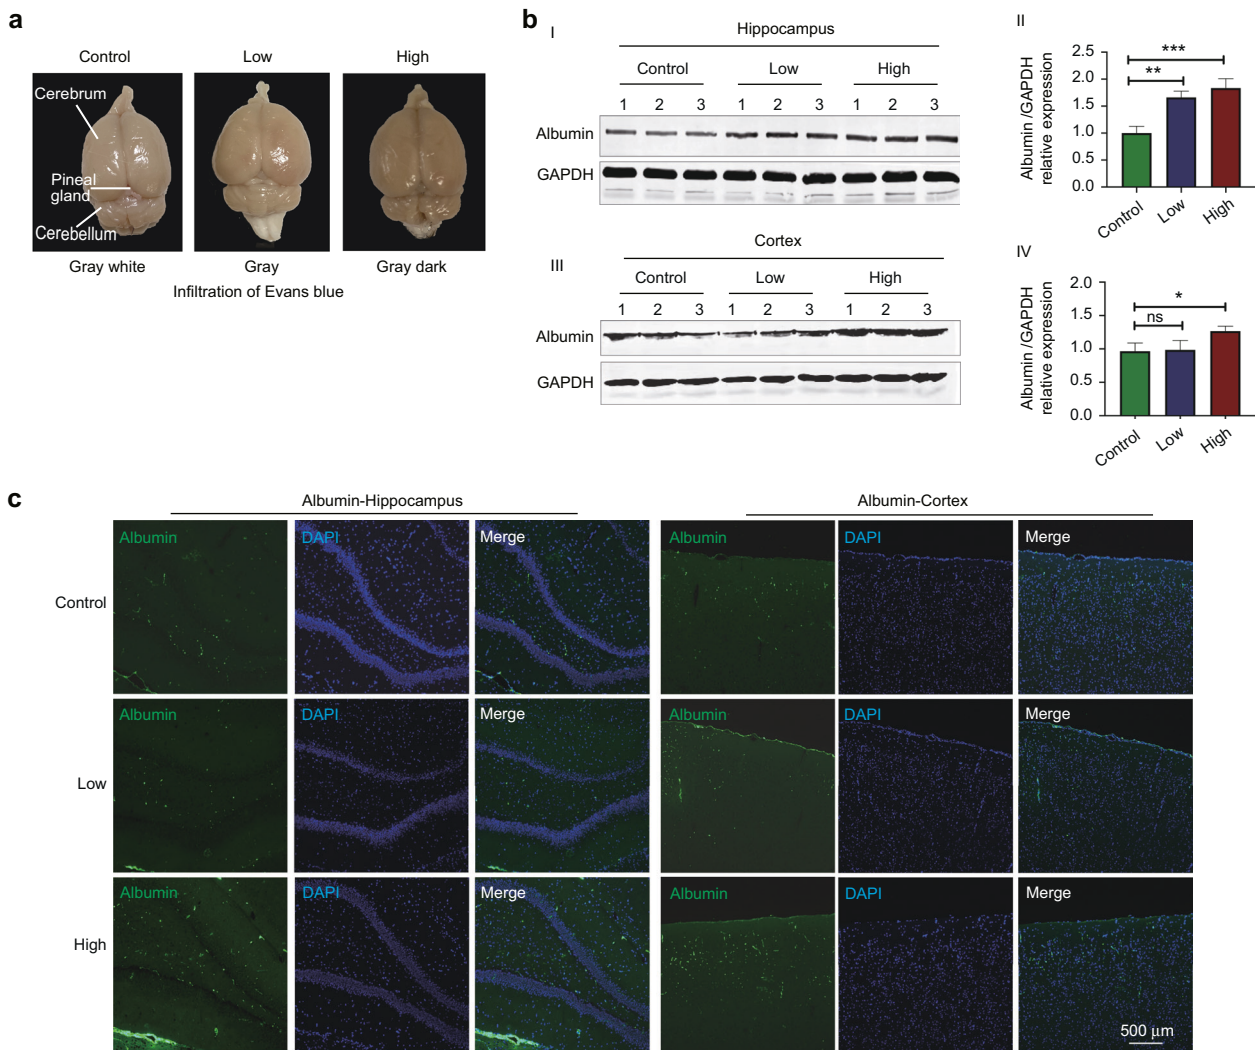 a
Control
Low
High
Cerebrum
Pineal
gland
Cerebellum
Gray white
Gray
Gray dark
Infiltration of Evans blue
b
I
Hippocampus
Control
Low
High
1 2 3 1 2 3 1 2 3
Albumin
GAPDH
II
Albumin /GAPDH
relative expression
2.5
2.0
1.5
1.0
0.5
0.0
**
***
Control
Low
High
III
Cortex
Control
Low
High
1 2 3 1 2 3 1 2 3
Albumin
GAPDH
IV
Albumin /GAPDH
relative expression
2.0
1.5
1.0
0.5
0.0
ns
*
Control
Low
High
c
Albumin-Hippocampus
Albumin-Cortex
Control
Albumin
DAPI
Merge
Albumin
DAPI
Merge
Low
Albumin
DAPI
Merge
Albumin
DAPI
Merge
High
Albumin
DAPI
Merge
Albumin
DAPI
Merge
500 µm